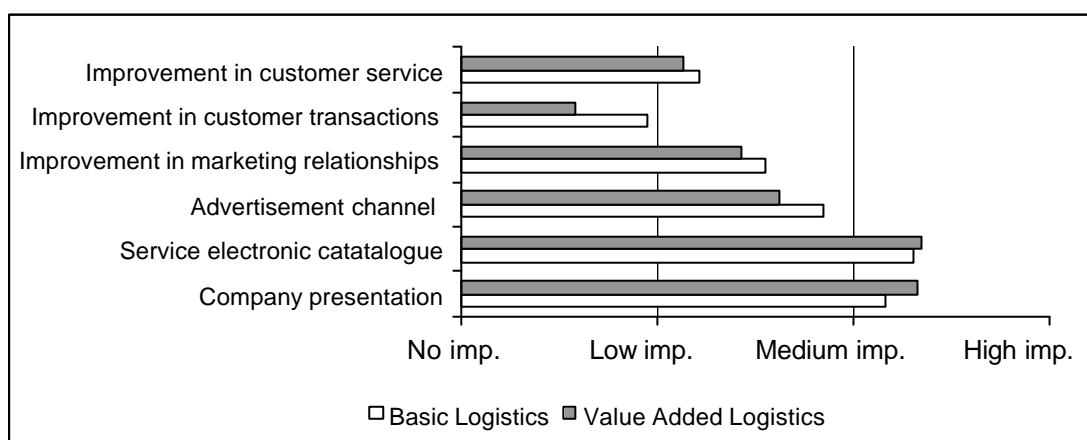 Improvement in customer service
Improvement in customer transactions
Improvement in marketing relationships
Advertisement channel
Service electronic catatalogue
Company presentation
No imp. Low imp. Medium imp. High imp.
Basic Logistics Value Added Logistics